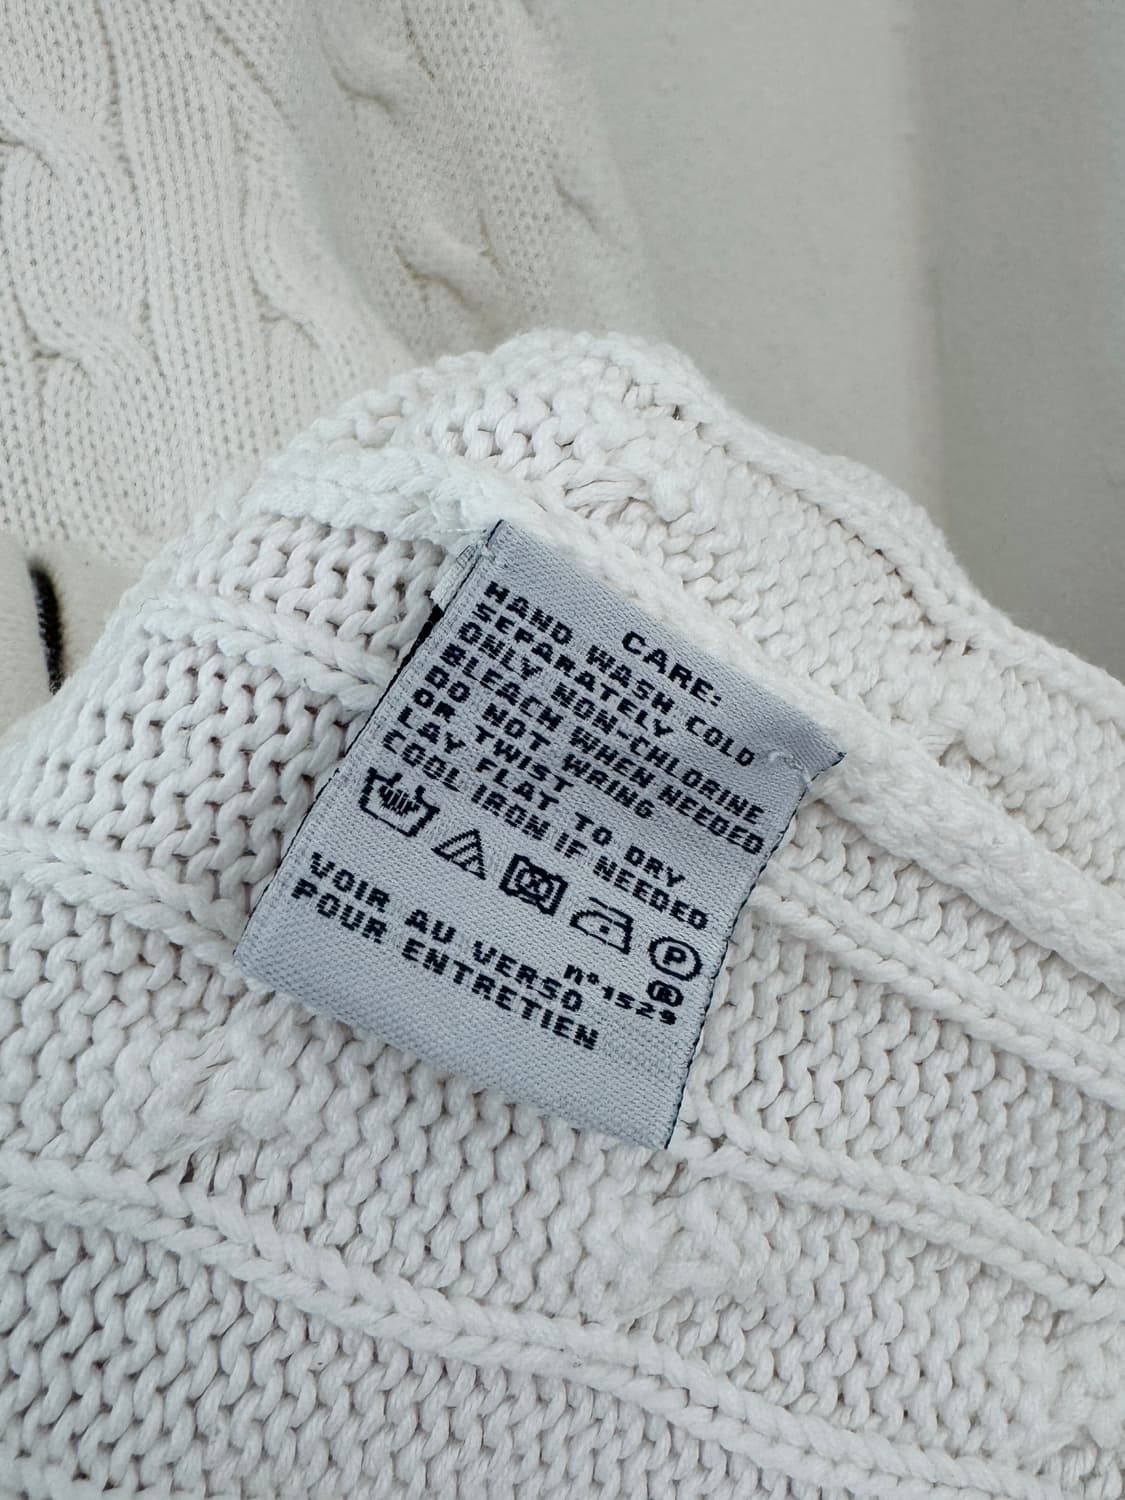 CARE:
HAND WASH COLD
SEPARATELY
ONLY NON-CHLORINE
BLEACH WHEN NEEDED
DO NOT WRING
OR TWIST
LAY FLAT TO DRY
COOL IRON IF NEEDED
P
n° 1529
VOIR AU VERSO
POUR ENTRETIEN